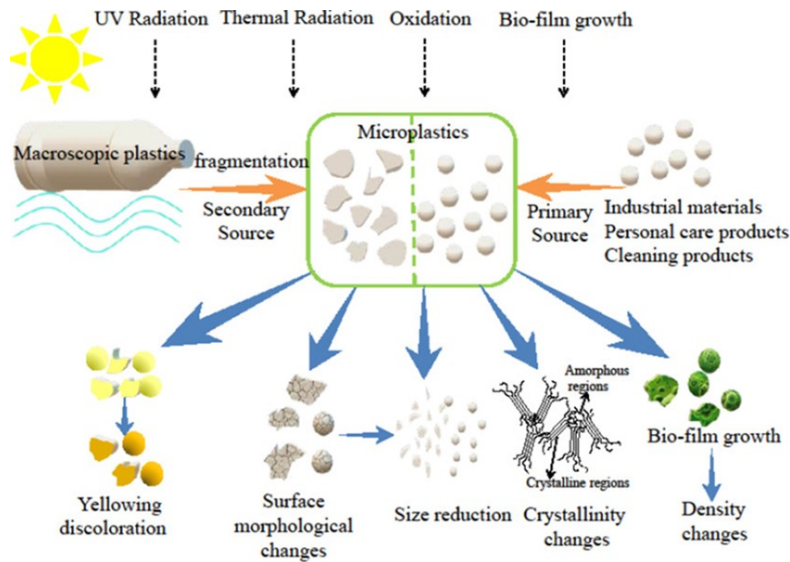 UV Radiation
Thermal Radiation
Oxidation
Bio-film growth
Macroscopic plastics
fragmentation
Secondary
Source
Microplastics
Primary
Source
Industrial materials
Personal care products
Cleaning products
Yellowing
discoloration
Surface
morphological
changes
Size reduction
Amorphous
regions
Crystalline regions
Crystallinity
changes
Bio-film growth
Density
changes